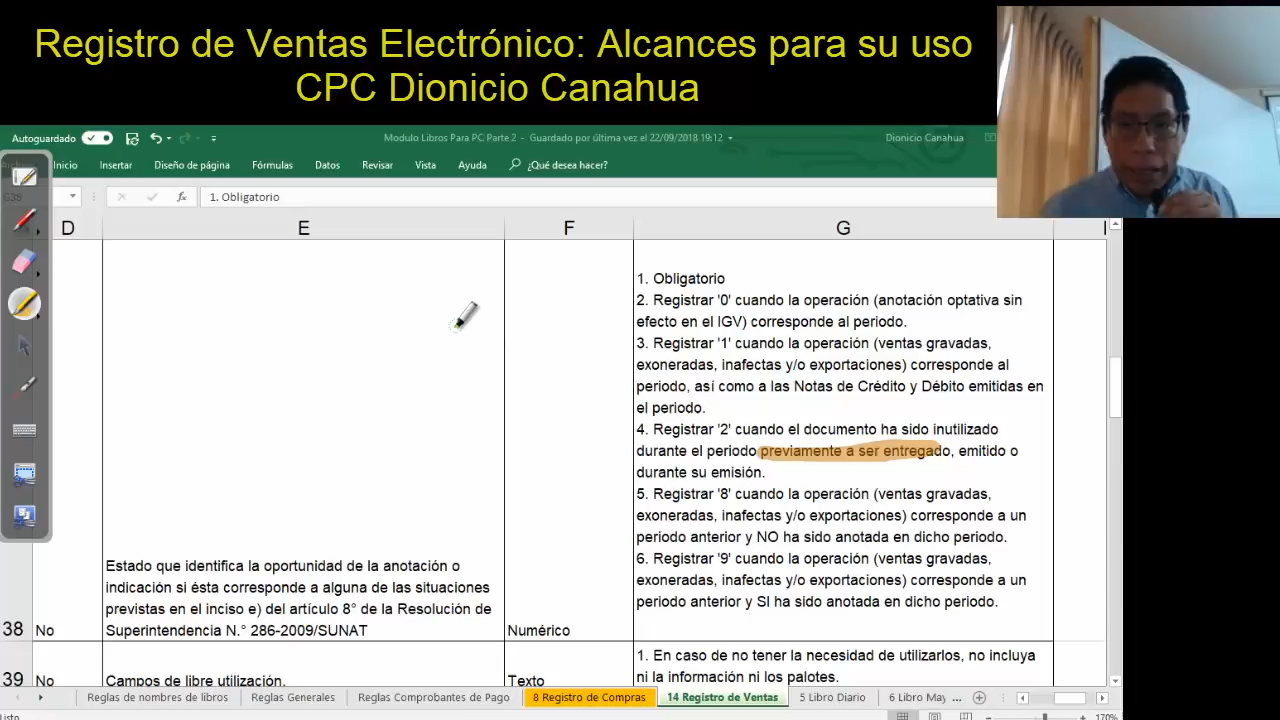 Registro de Ventas Electrónico: Alcances para su uso
CPC Dionicio Canahua
Autoguardado
Modulo Libros Para PC Parte 2 - Guardado por última vez el 22/09/2018 19:12
Dionicio Canahua
Inicio Insertar Diseño de página Fórmulas Datos Revisar Vista Ayuda ¿Qué desea hacer?
fx 1. Obligatorio
D E F G
1. Obligatorio
2. Registrar '0' cuando la operación (anotación optativa sin
efecto en el IGV) corresponde al periodo.
3. Registrar '1' cuando la operación (ventas gravadas,
exoneradas, inafectas y/o exportaciones) corresponde al
periodo, así como a las Notas de Crédito y Débito emitidas en
el periodo.
4. Registrar '2' cuando el documento ha sido inutilizado
durante el periodo previamente a ser entregado, emitido o
durante su emisión.
5. Registrar '8' cuando la operación (ventas gravadas,
exoneradas, inafectas y/o exportaciones) corresponde a un
periodo anterior y NO ha sido anotada en dicho periodo.
6. Registrar '9' cuando la operación (ventas gravadas,
exoneradas, inafectas y/o exportaciones) corresponde a un
periodo anterior y SI ha sido anotada en dicho periodo.
Estado que identifica la oportunidad de la anotación o
indicación si ésta corresponde a alguna de las situaciones
previstas en el inciso e) del artículo 8° de la Resolución de
Superintendencia N.° 286-2009/SUNAT
38 No Numérico
1. En caso de no tener la necesidad de utilizarlos, no incluya
ni la información ni los palotes.
39 No Campos de libre utilización. Texto
Reglas de nombres de libros Reglas Generales Reglas Comprobantes de Pago 8 Registro de Compras 14 Registro de Ventas 5 Libro Diario 6 Libro May ...
170%